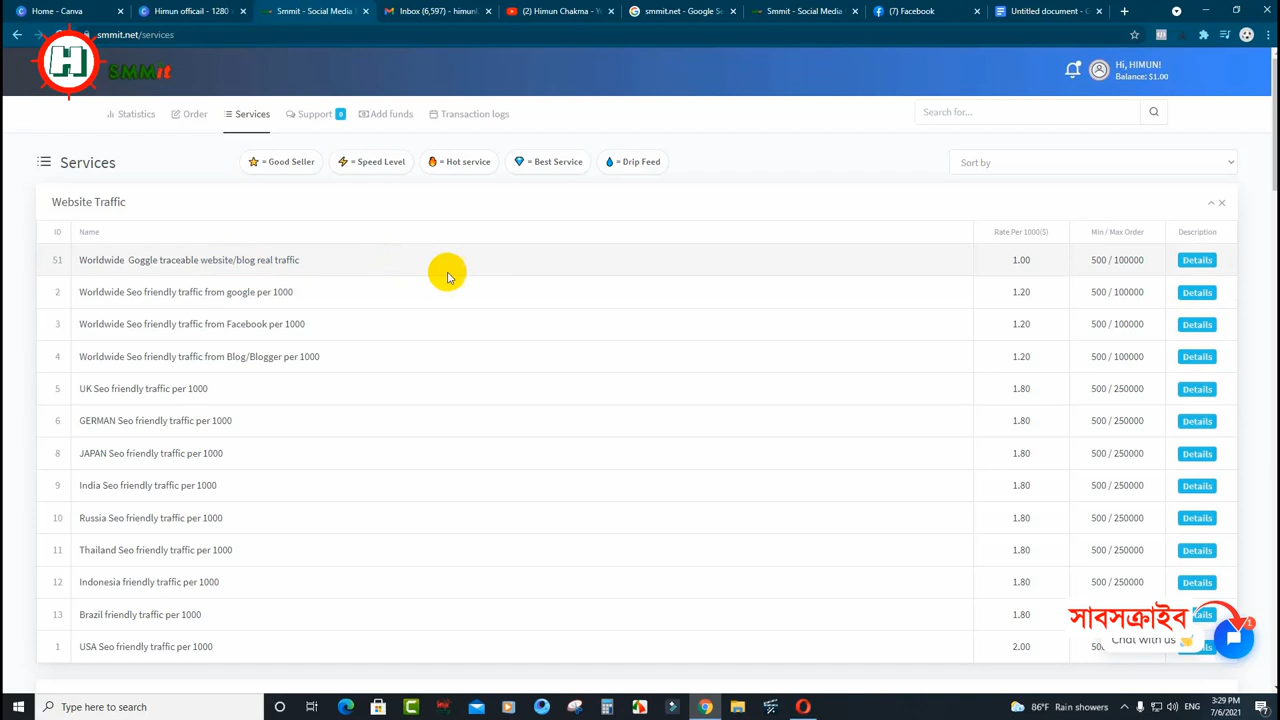 Home - Canva
Himun officail - 1280 ×
Smmit - Social Media
Inbox (6,597) - himunl
(2) Himun Chakma - Yo
smmit.net - Google Se
Smmit - Social Media
(7) Facebook
Untitled document - G
smmit.net/services
H
SMMit
Hi, HIMUN!
Balance: $1.00
Statistics
Order
Services
Support 0
Add funds
Transaction logs
Search for...
Services
= Good Seller
= Speed Level
= Hot service
= Best Service
= Drip Feed
Sort by
Website Traffic
ID Name Rate Per 1000($) Min / Max Order Description
51 Worldwide Goggle traceable website/blog real traffic 1.00 500 / 100000 Details
2 Worldwide Seo friendly traffic from google per 1000 1.20 500 / 100000 Details
3 Worldwide Seo friendly traffic from Facebook per 1000 1.20 500 / 100000 Details
4 Worldwide Seo friendly traffic from Blog/Blogger per 1000 1.20 500 / 100000 Details
5 UK Seo friendly traffic per 1000 1.80 500 / 250000 Details
6 GERMAN Seo friendly traffic per 1000 1.80 500 / 250000 Details
8 JAPAN Seo friendly traffic per 1000 1.80 500 / 250000 Details
9 India Seo friendly traffic per 1000 1.80 500 / 250000 Details
10 Russia Seo friendly traffic per 1000 1.80 500 / 250000 Details
11 Thailand Seo friendly traffic per 1000 1.80 500 / 250000 Details
12 Indonesia friendly traffic per 1000 1.80 500 / 250000 Details
13 Brazil friendly traffic per 1000 1.80
সাবসক্রাইব
1
Chat with us
1 USA Seo friendly traffic per 1000 2.00
Type here to search
86°F Rain showers
ENG
3:29 PM
7/6/2021